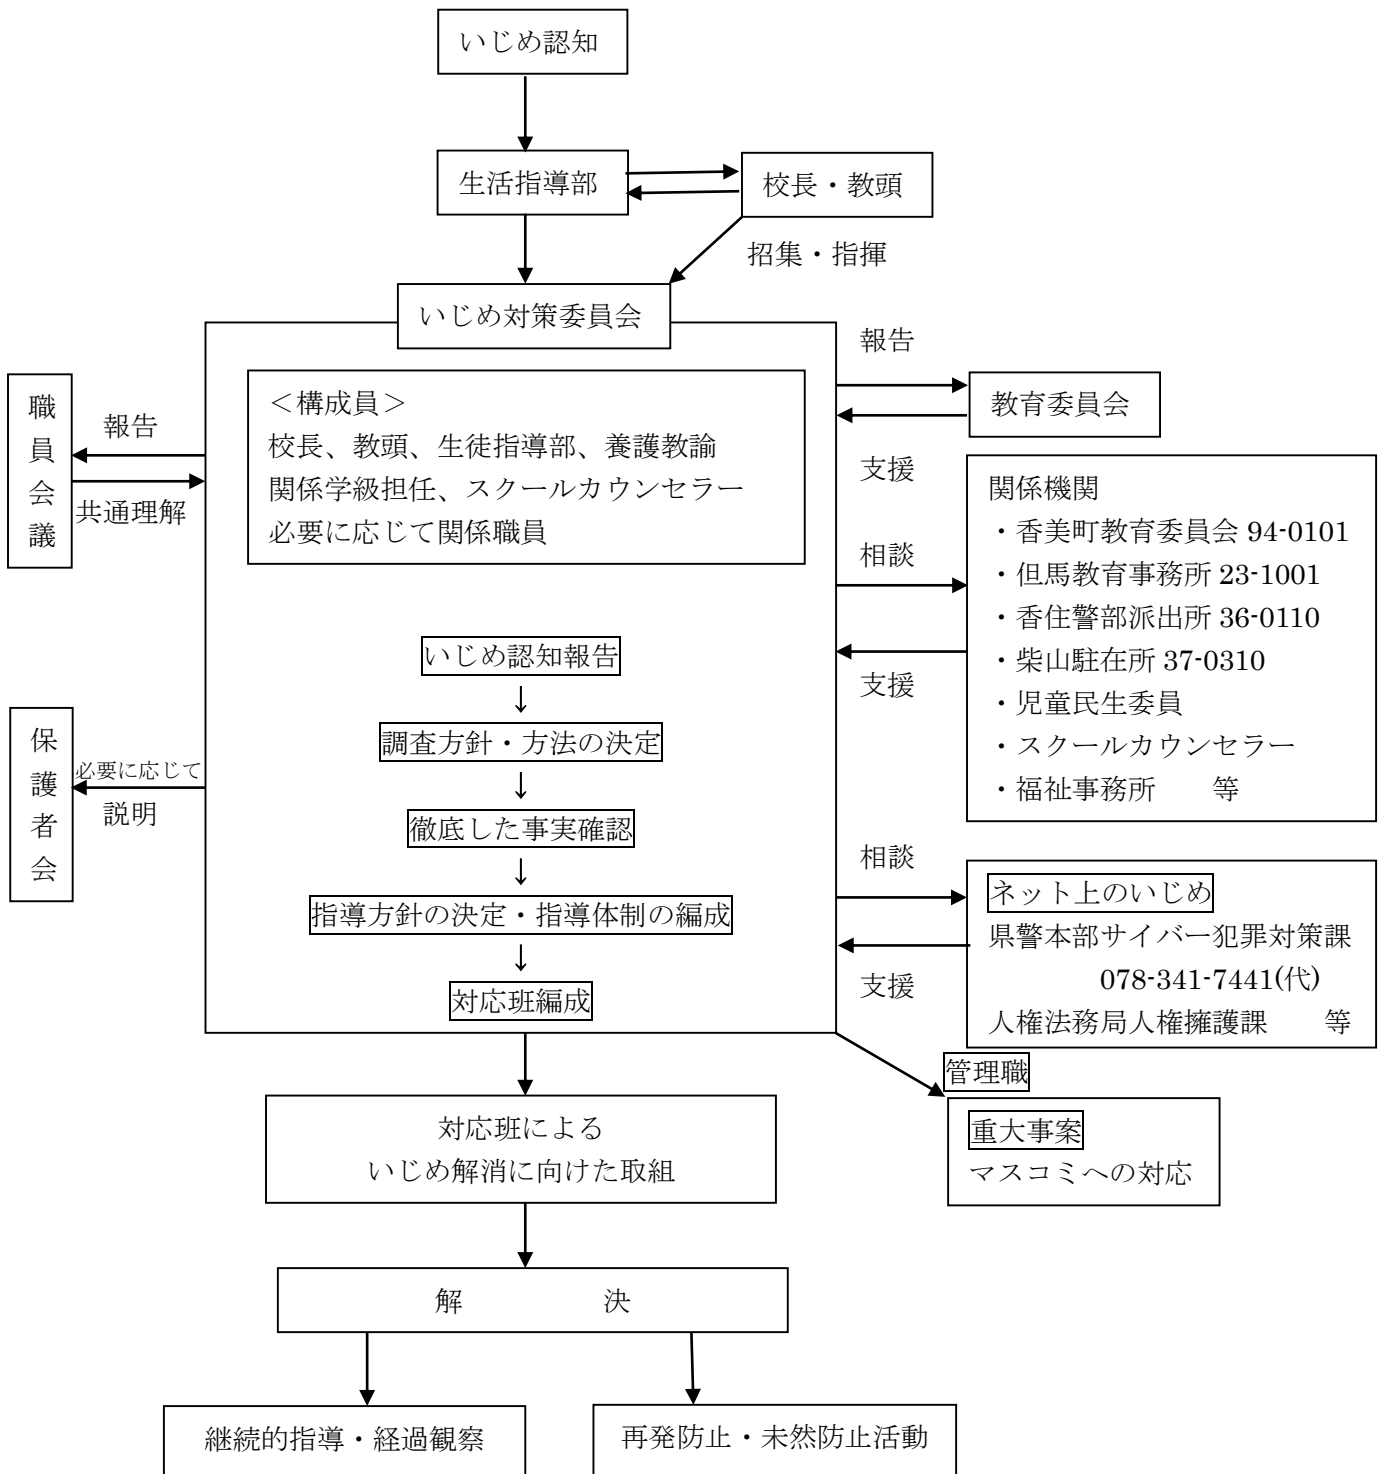 いじめ認知
生活指導部
校長・教頭
招集・指揮
いじめ対策委員会
＜構成員＞
校長、教頭、生徒指導部、養護教諭
関係学級担任、スクールカウンセラー
必要に応じて関係職員
職員会議
報告
共通理解
報告
教育委員会
支援
関係機関
・香美町教育委員会 94-0101
・但馬教育事務所 23-1001
・香住警部派出所 36-0110
・柴山駐在所 37-0310
・児童民生委員
・スクールカウンセラー
・福祉事務所　　等
相談
支援
いじめ認知報告
↓
調査方針・方法の決定
↓
徹底した事実確認
↓
指導方針の決定・指導体制の編成
↓
対応班編成
保護者会
必要に応じて
説明
相談
支援
ネット上のいじめ
県警本部サイバー犯罪対策課
078-341-7441(代)
人権法務局人権擁護課　　等
管理職
重大事案
マスコミへの対応
対応班による
いじめ解消に向けた取組
解　　　　　決
継続的指導・経過観察
再発防止・未然防止活動